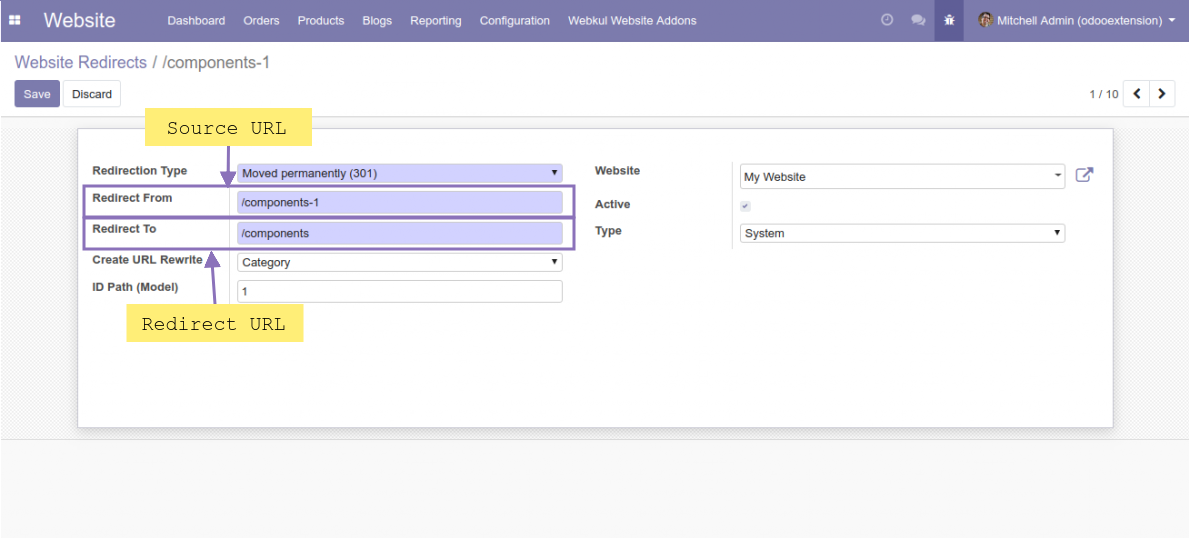 Website Dashboard Orders Products Blogs Reporting Configuration Webkul Website Addons Mitchell Admin (odooextension)
Website Redirects / /components-1
Save Discard 1 / 10
Source URL
Redirection Type Moved permanently (301) Website My Website
Redirect From /components-1 Active
Redirect To /components Type System
Create URL Rewrite Category
ID Path (Model) 1
Redirect URL